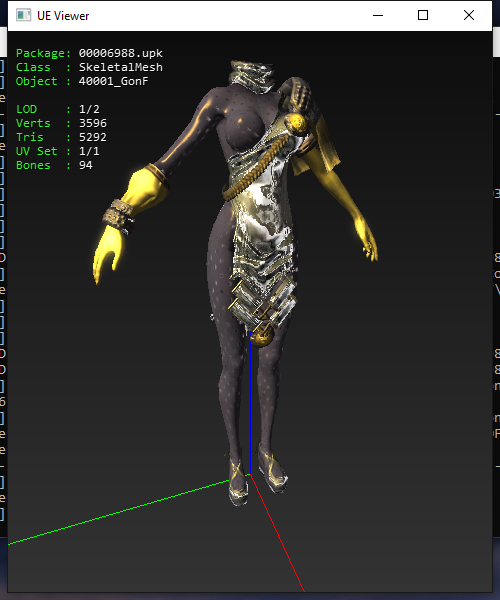 UE Viewer
Package: 00006988.upk
Class : SkeletalMesh
Object : 40001_GonF
LOD : 1/2
Verts : 3596
Tris : 5292
UV Set : 1/1
Bones : 94